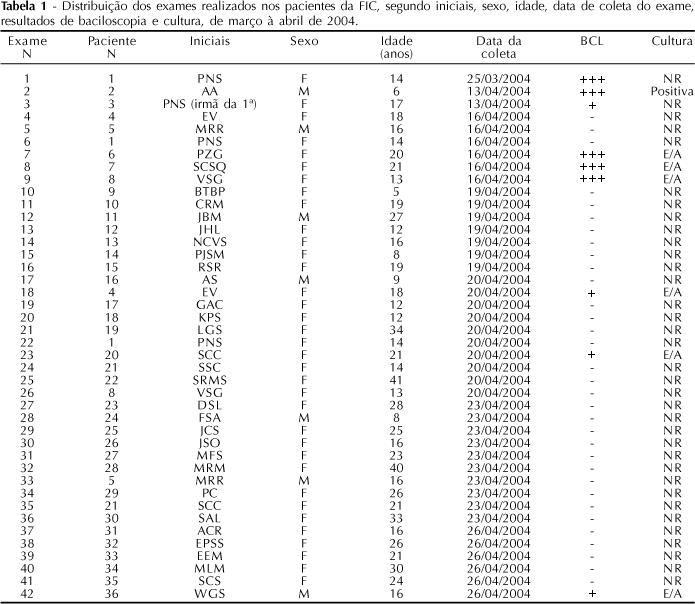 Tabela 1 - Distribuição dos exames realizados nos pacientes da FIC, segundo iniciais, sexo, idade, data de coleta do exame,
resultados de baciloscopia e cultura, de março à abril de 2004.
Exame Paciente Iniciais Sexo Idade Data da BCL Cultura
N N (anos) coleta
1 1 PNS F 14 25/03/2004 +++ NR
2 2 AA M 6 13/04/2004 +++ Positiva
3 3 PNS (irmã da 1ª) F 17 13/04/2004 + NR
4 4 EV F 18 16/04/2004 - NR
5 5 MRR M 16 16/04/2004 - NR
6 1 PNS F 14 16/04/2004 - NR
7 6 PZG F 20 16/04/2004 +++ E/A
8 7 SCSQ F 21 16/04/2004 +++ E/A
9 8 VSG F 13 16/04/2004 +++ E/A
10 9 BTBP F 5 19/04/2004 - NR
11 10 CRM F 19 19/04/2004 - NR
12 11 JBM M 27 19/04/2004 - NR
13 12 JHL F 12 19/04/2004 - NR
14 13 NCVS F 16 19/04/2004 - NR
15 14 PJSM F 8 19/04/2004 - NR
16 15 RSR F 19 19/04/2004 - NR
17 16 AS M 9 20/04/2004 - NR
18 4 EV F 18 20/04/2004 + E/A
19 17 GAC F 12 20/04/2004 - NR
20 18 KPS F 12 20/04/2004 - NR
21 19 LGS F 34 20/04/2004 - NR
22 1 PNS F 14 20/04/2004 - NR
23 20 SCC F 21 20/04/2004 + E/A
24 21 SSC F 14 20/04/2004 - NR
25 22 SRMS F 41 20/04/2004 - NR
26 8 VSG F 13 20/04/2004 - NR
27 23 DSL F 28 23/04/2004 - NR
28 24 FSA M 8 23/04/2004 - NR
29 25 JCS F 25 23/04/2004 - NR
30 26 JSO F 16 23/04/2004 - NR
31 27 MFS F 23 23/04/2004 - NR
32 28 MRM F 40 23/04/2004 - NR
33 5 MRR M 16 23/04/2004 - NR
34 29 PC F 26 23/04/2004 - NR
35 21 SCC F 21 23/04/2004 - NR
36 30 SAL F 33 23/04/2004 - NR
37 31 ACR F 16 26/04/2004 - NR
38 32 EPSS F 26 26/04/2004 - NR
39 33 EEM F 21 26/04/2004 - NR
40 34 MLM F 30 26/04/2004 - NR
41 35 SCS F 24 26/04/2004 - NR
42 36 WGS M 16 26/04/2004 + E/A